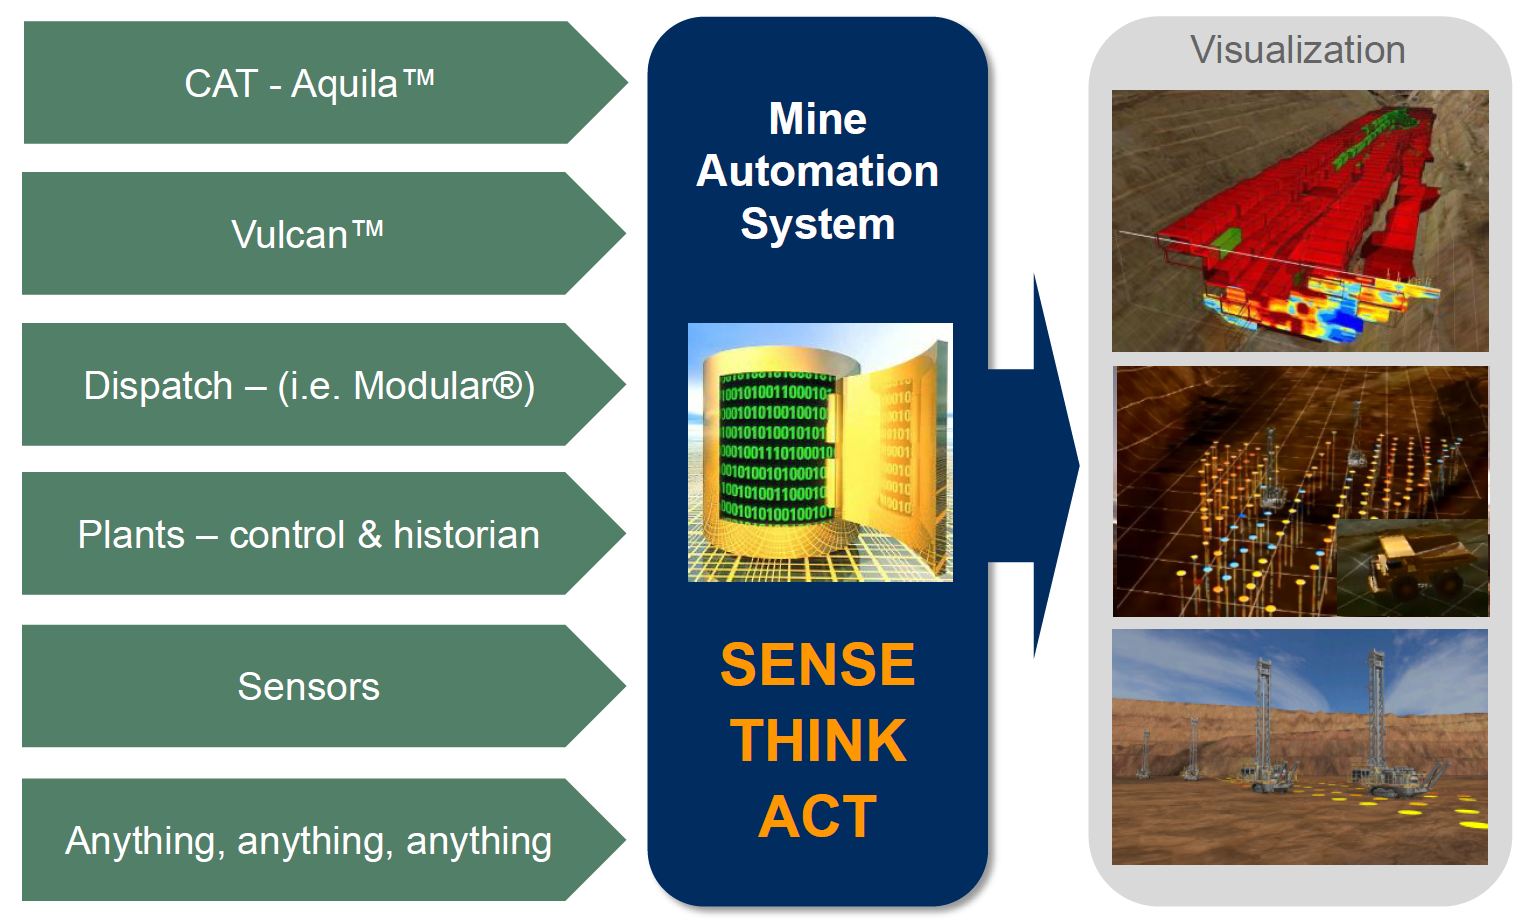 CAT - Aquila™
Vulcan™
Dispatch – (i.e. Modular®)
Plants – control & historian
Sensors
Anything, anything, anything
Mine
Automation
System
SENSE
THINK
ACT
Visualization